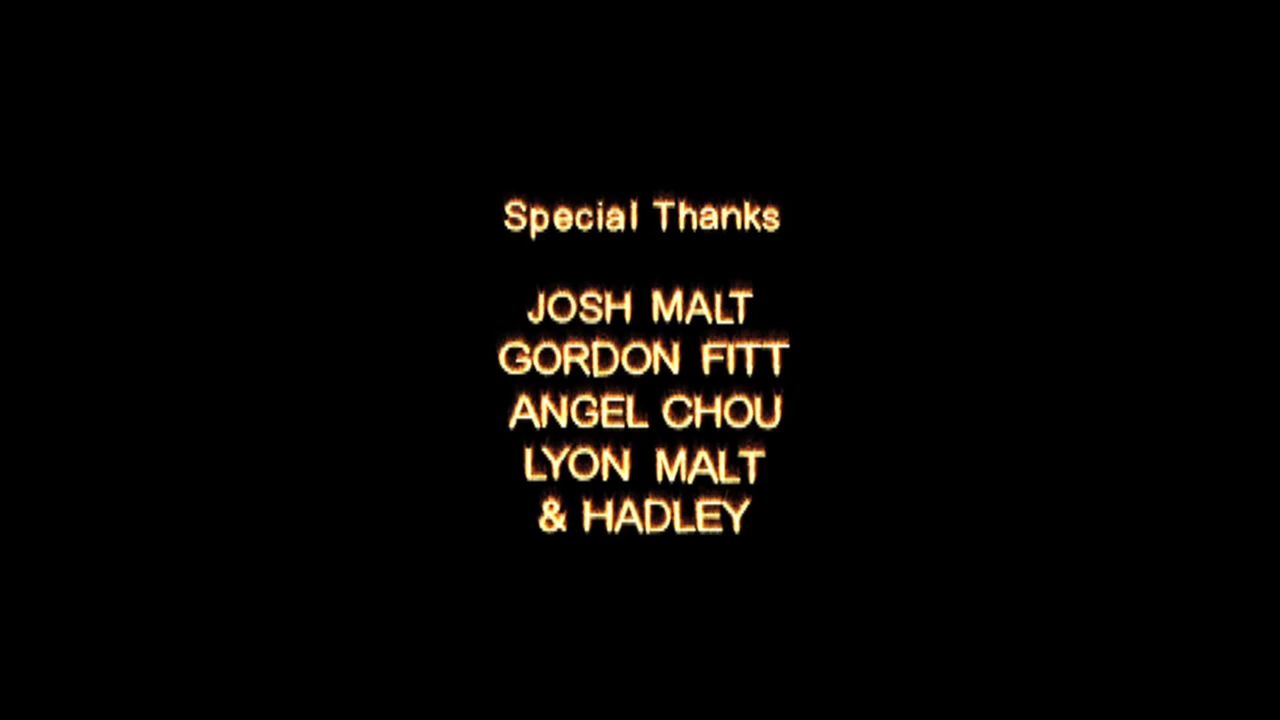 Special Thanks
JOSH MALT
GORDON FITT
ANGEL CHOU
LYON MALT
& HADLEY